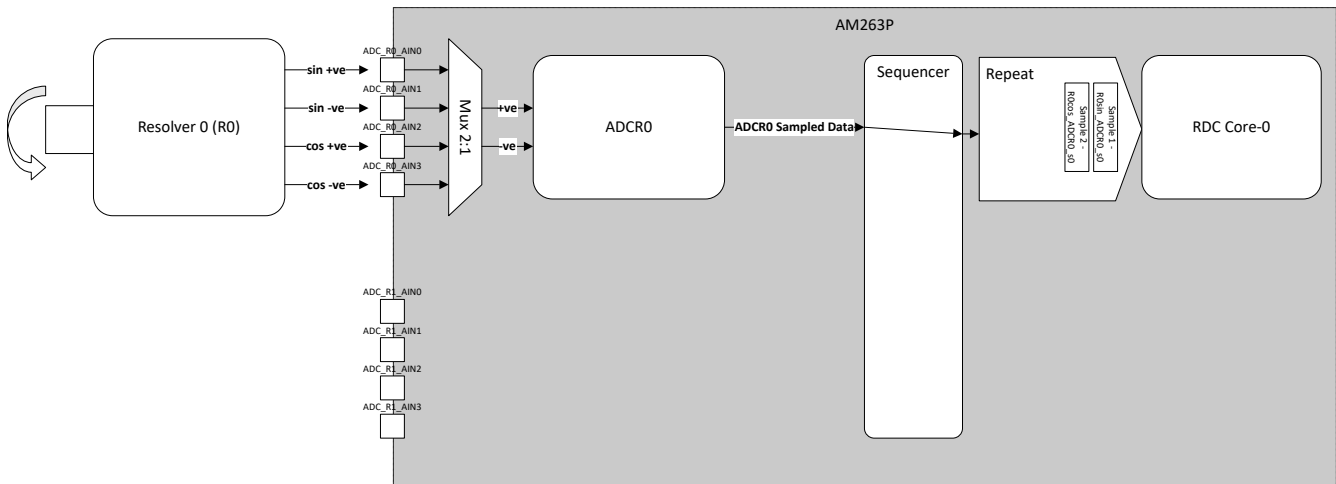 AM263P
Resolver 0 (R0)
sin +ve
sin -ve
cos +ve
cos -ve
ADC_R0_AIN0
ADC_R0_AIN1
ADC_R0_AIN2
ADC_R0_AIN3
Mux 2:1
+ve
-ve
ADCR0
ADCR0 Sampled Data
Sequencer
Repeat
Sample 1 -
R0sin_ADCR0_s0
Sample 2 -
R0cos_ADCR0_s0
RDC Core-0
ADC_R1_AIN0
ADC_R1_AIN1
ADC_R1_AIN2
ADC_R1_AIN3